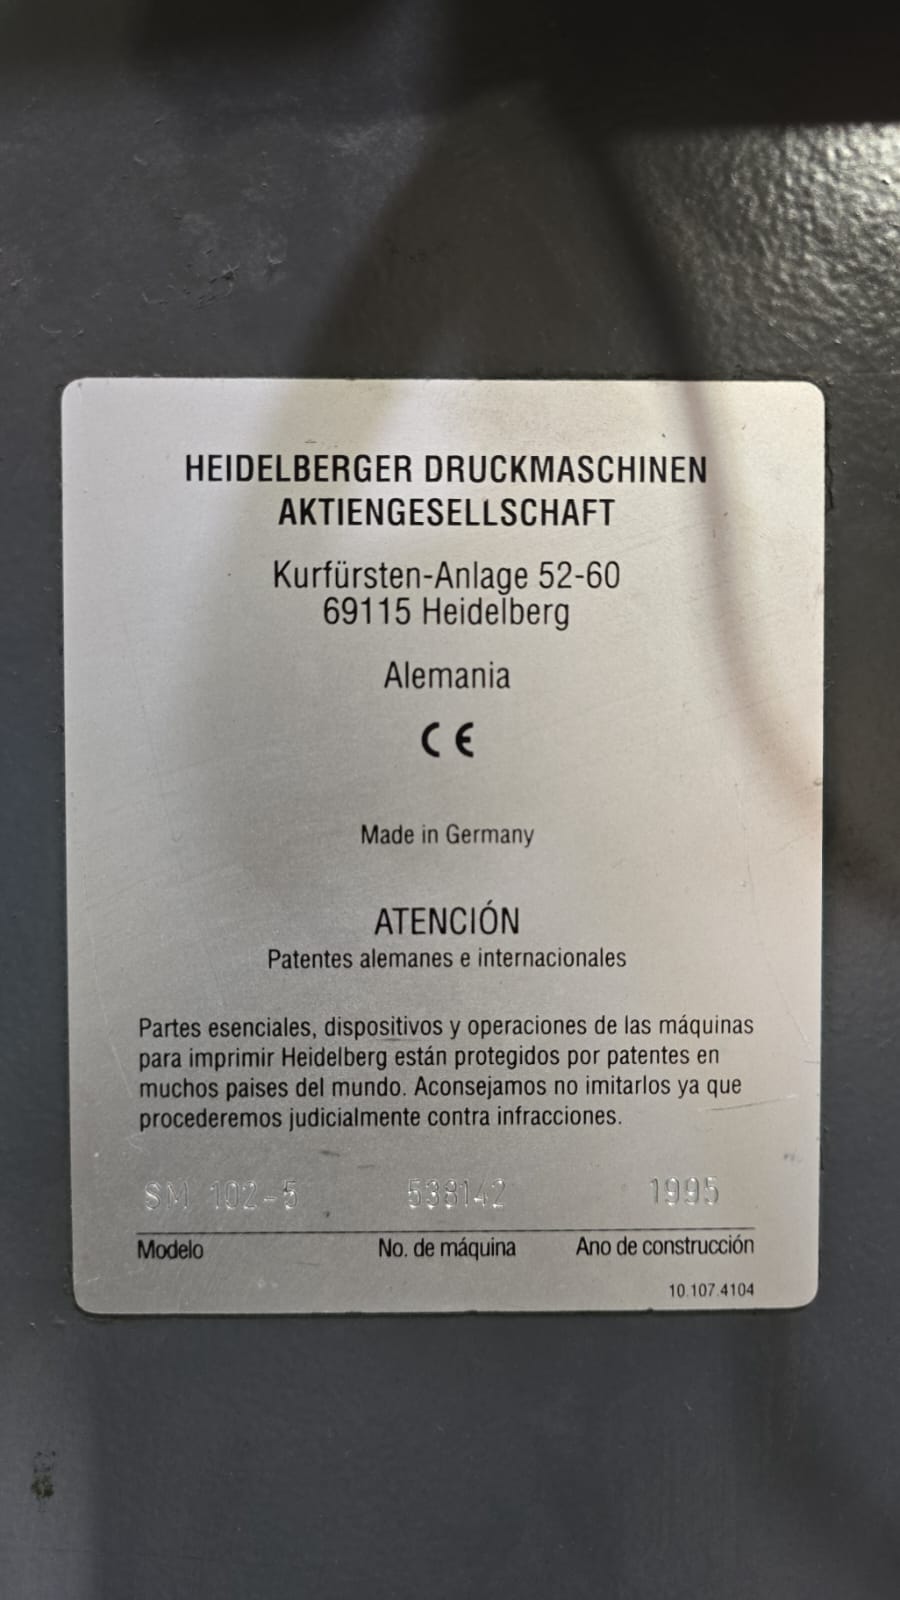 HEIDELBERGER DRUCKMASCHINEN
AKTIENGESELLSCHAFT
Kurfürsten-Anlage 52-60
69115 Heidelberg
Alemania
CE
Made in Germany
ATENCIÓN
Patentes alemanes e internacionales
Partes esenciales, dispositivos y operaciones de las máquinas
para imprimir Heidelberg están protegidos por patentes en
muchos paises del mundo. Aconsejamos no imitarlos ya que
procederemos judicialmente contra infracciones.
SM 102-5 538142 1995
Modelo No. de máquina Ano de construcción
10.107.4104